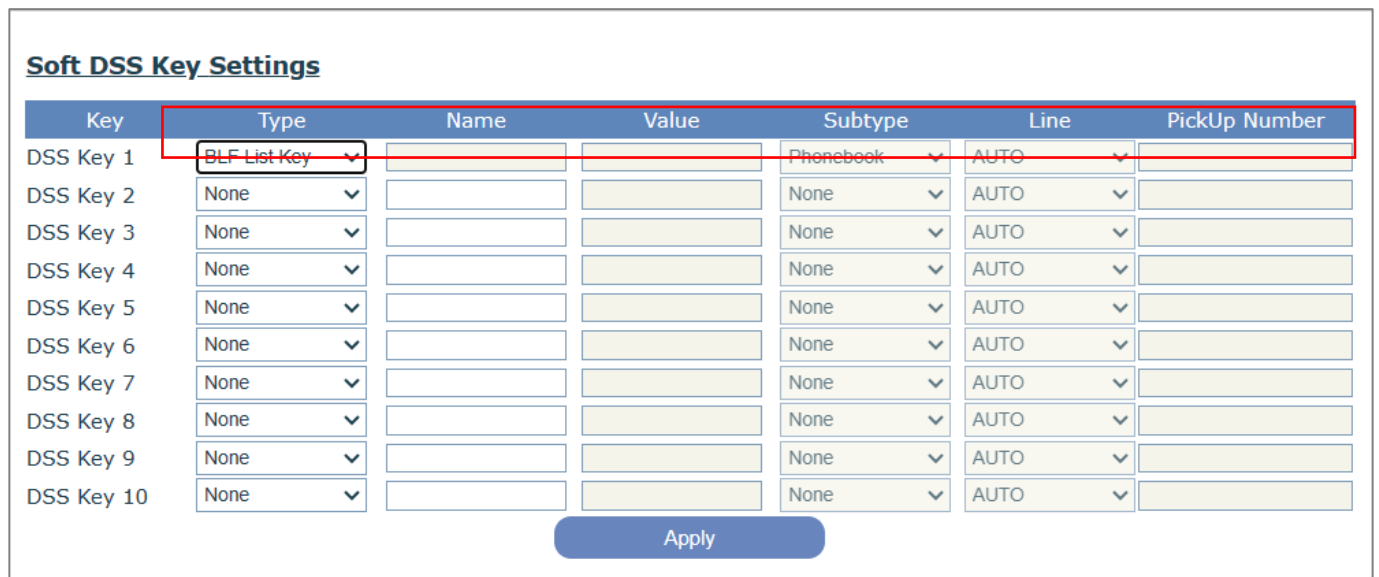 Soft DSS Key Settings
Key Type Name Value Subtype Line PickUp Number
DSS Key 1 BLF List Key Phonebook AUTO
DSS Key 2 None None AUTO
DSS Key 3 None None AUTO
DSS Key 4 None None AUTO
DSS Key 5 None None AUTO
DSS Key 6 None None AUTO
DSS Key 7 None None AUTO
DSS Key 8 None None AUTO
DSS Key 9 None None AUTO
DSS Key 10 None None AUTO
Apply